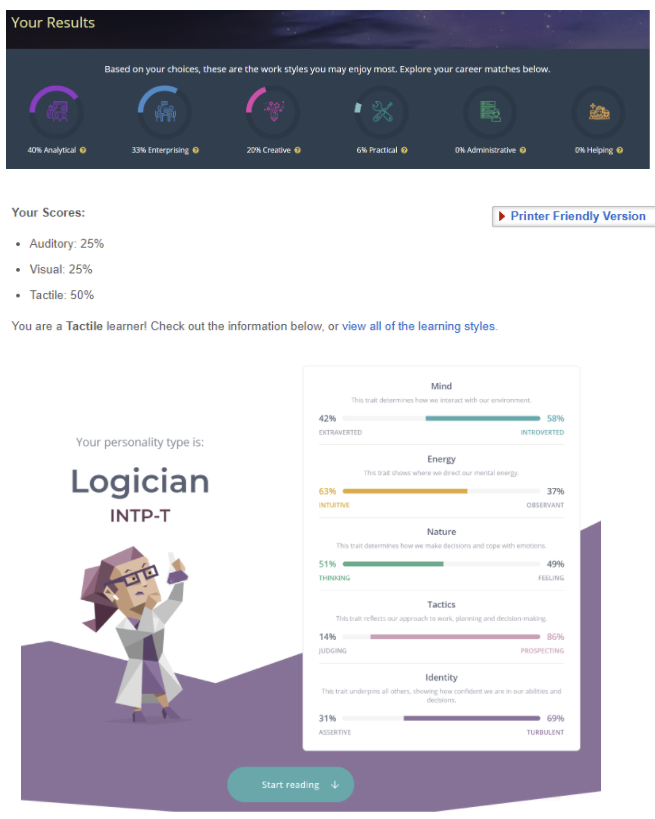 Your Results
Based on your choices, these are the work styles you may enjoy most. Explore your career matches below.
40% Analytical ?
33% Enterprising ?
20% Creative ?
6% Practical ?
0% Administrative ?
0% Helping ?
Your Scores:
Printer Friendly Version
• Auditory: 25%
• Visual: 25%
• Tactile: 50%
You are a Tactile learner! Check out the information below, or view all of the learning styles.
Your personality type is:
Logician
INTP-T
Mind
This trait determines how we interact with our environment.
42% 58%
EXTRAVERTED INTROVERTED
Energy
This trait shows where we direct our mental energy.
63% 37%
INTUITIVE OBSERVANT
Nature
This trait determines how we make decisions and cope with emotions.
51% 49%
THINKING FEELING
Tactics
This trait reflects our approach to work, planning and decision-making.
14% 86%
JUDGING PROSPECTING
Identity
This trait underpins all others, showing how confident we are in our abilities and
decisions.
31% 69%
ASSERTIVE TURBULENT
Start reading ↓